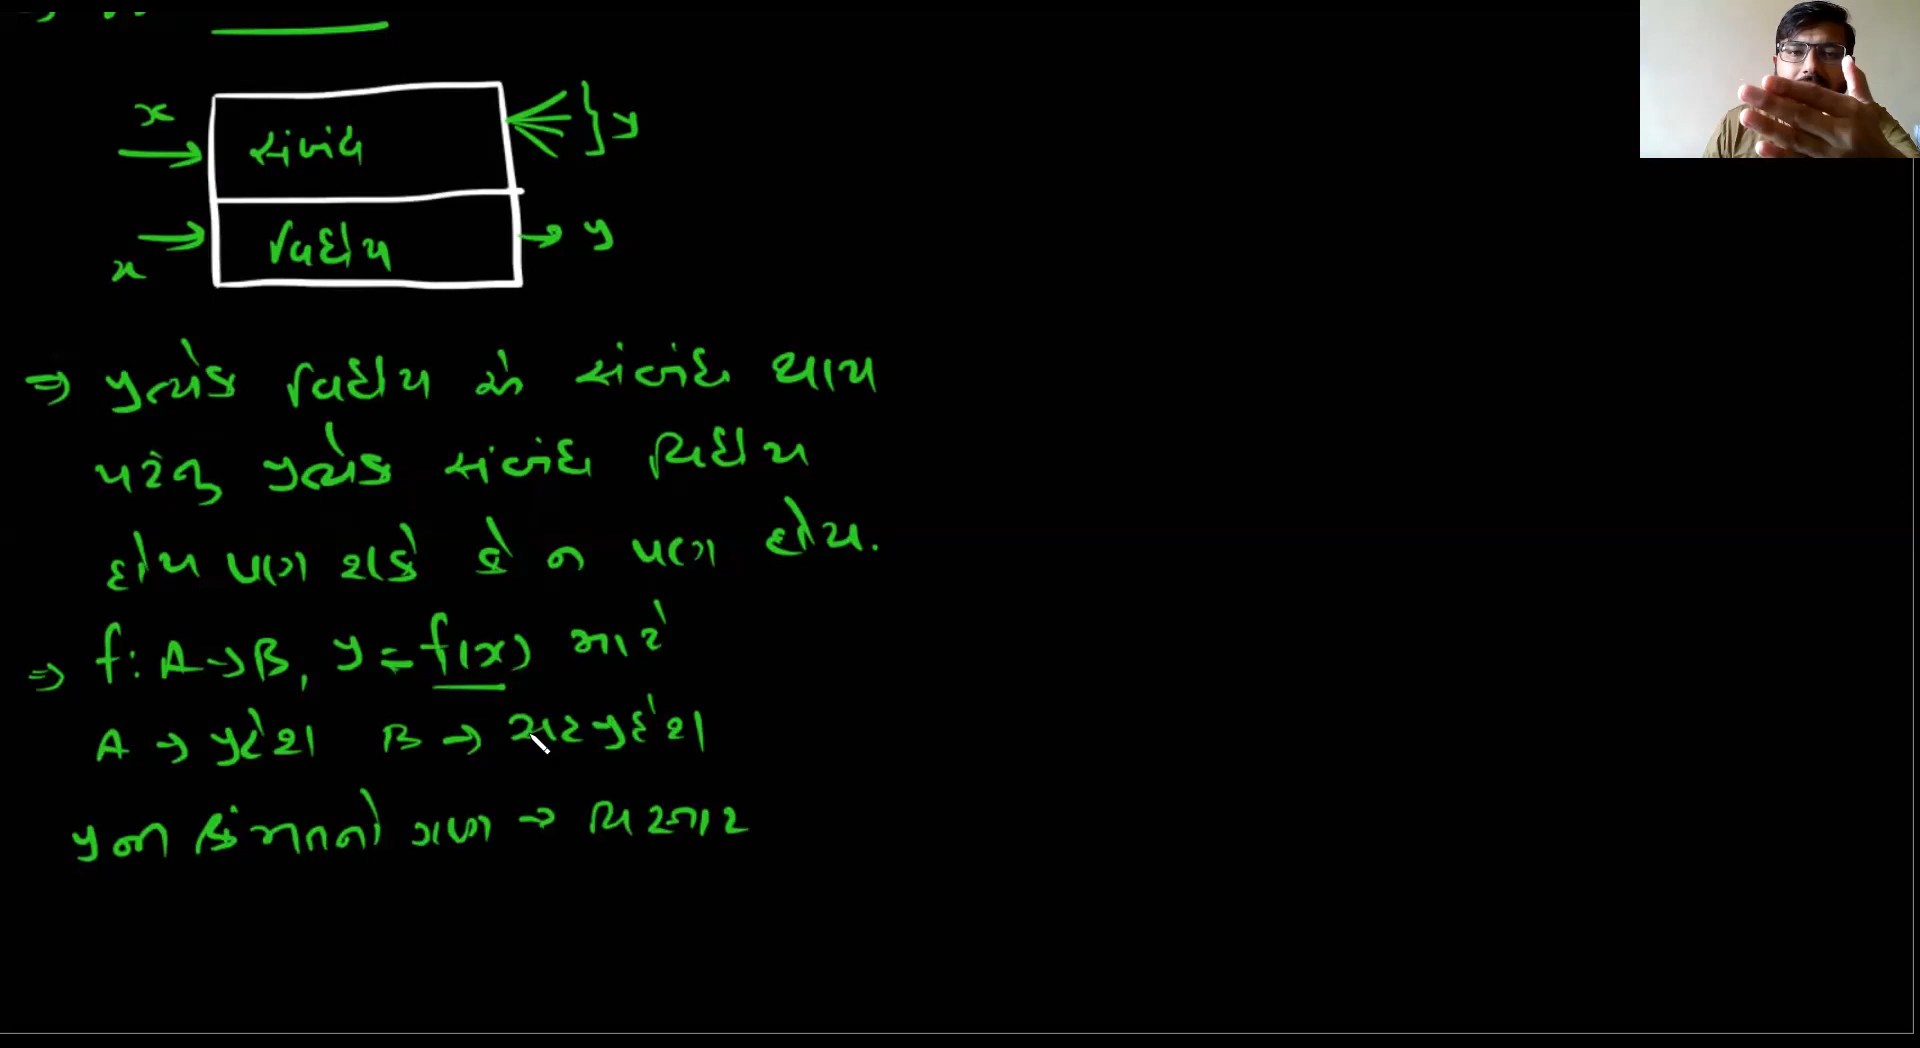 x
સંબંધ
} y
x
વિધેય
y
⇒ પ્રત્યેક વિધેય એ સંબંધ થાય
પરંતુ પ્રત્યેક સંબંધ વિધેય
હોય પણ શકે કે ન પણ હોય.
⇒ f: A → B, y = f(x) માટે
A → પ્રદેશ B → સહપ્રદેશ
f ના કિંમતનો ગણ → વિસ્તાર